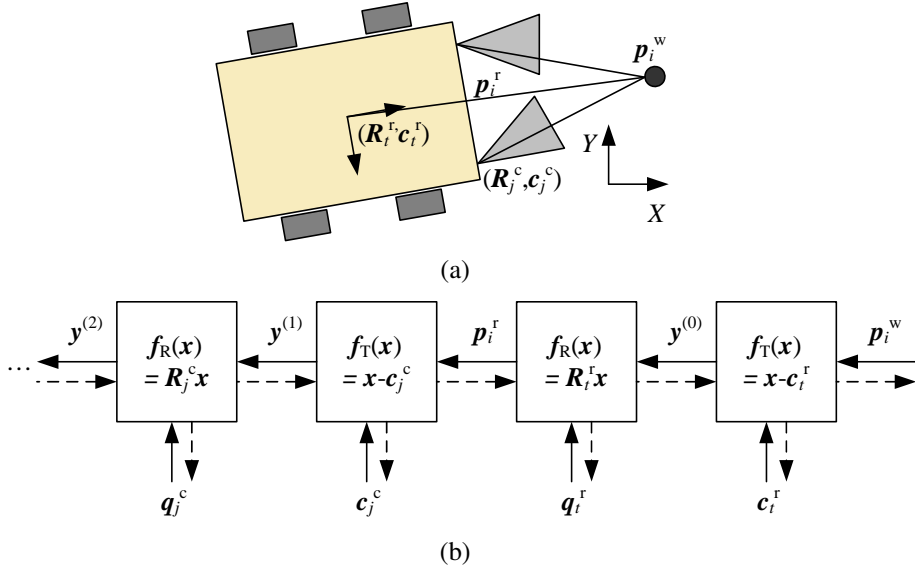 p_i^w
p_i^r
(R_t^r, c_t^r)
(R_j^c, c_j^c)
Y
X
(a)
y^(2) y^(1) p_i^r y^(0) p_i^w
f_R(x) f_T(x) f_R(x) f_T(x)
= R_j^c x = x-c_j^c = R_t^r x = x-c_t^r
…
q_j^c c_j^c q_t^r c_t^r
(b)